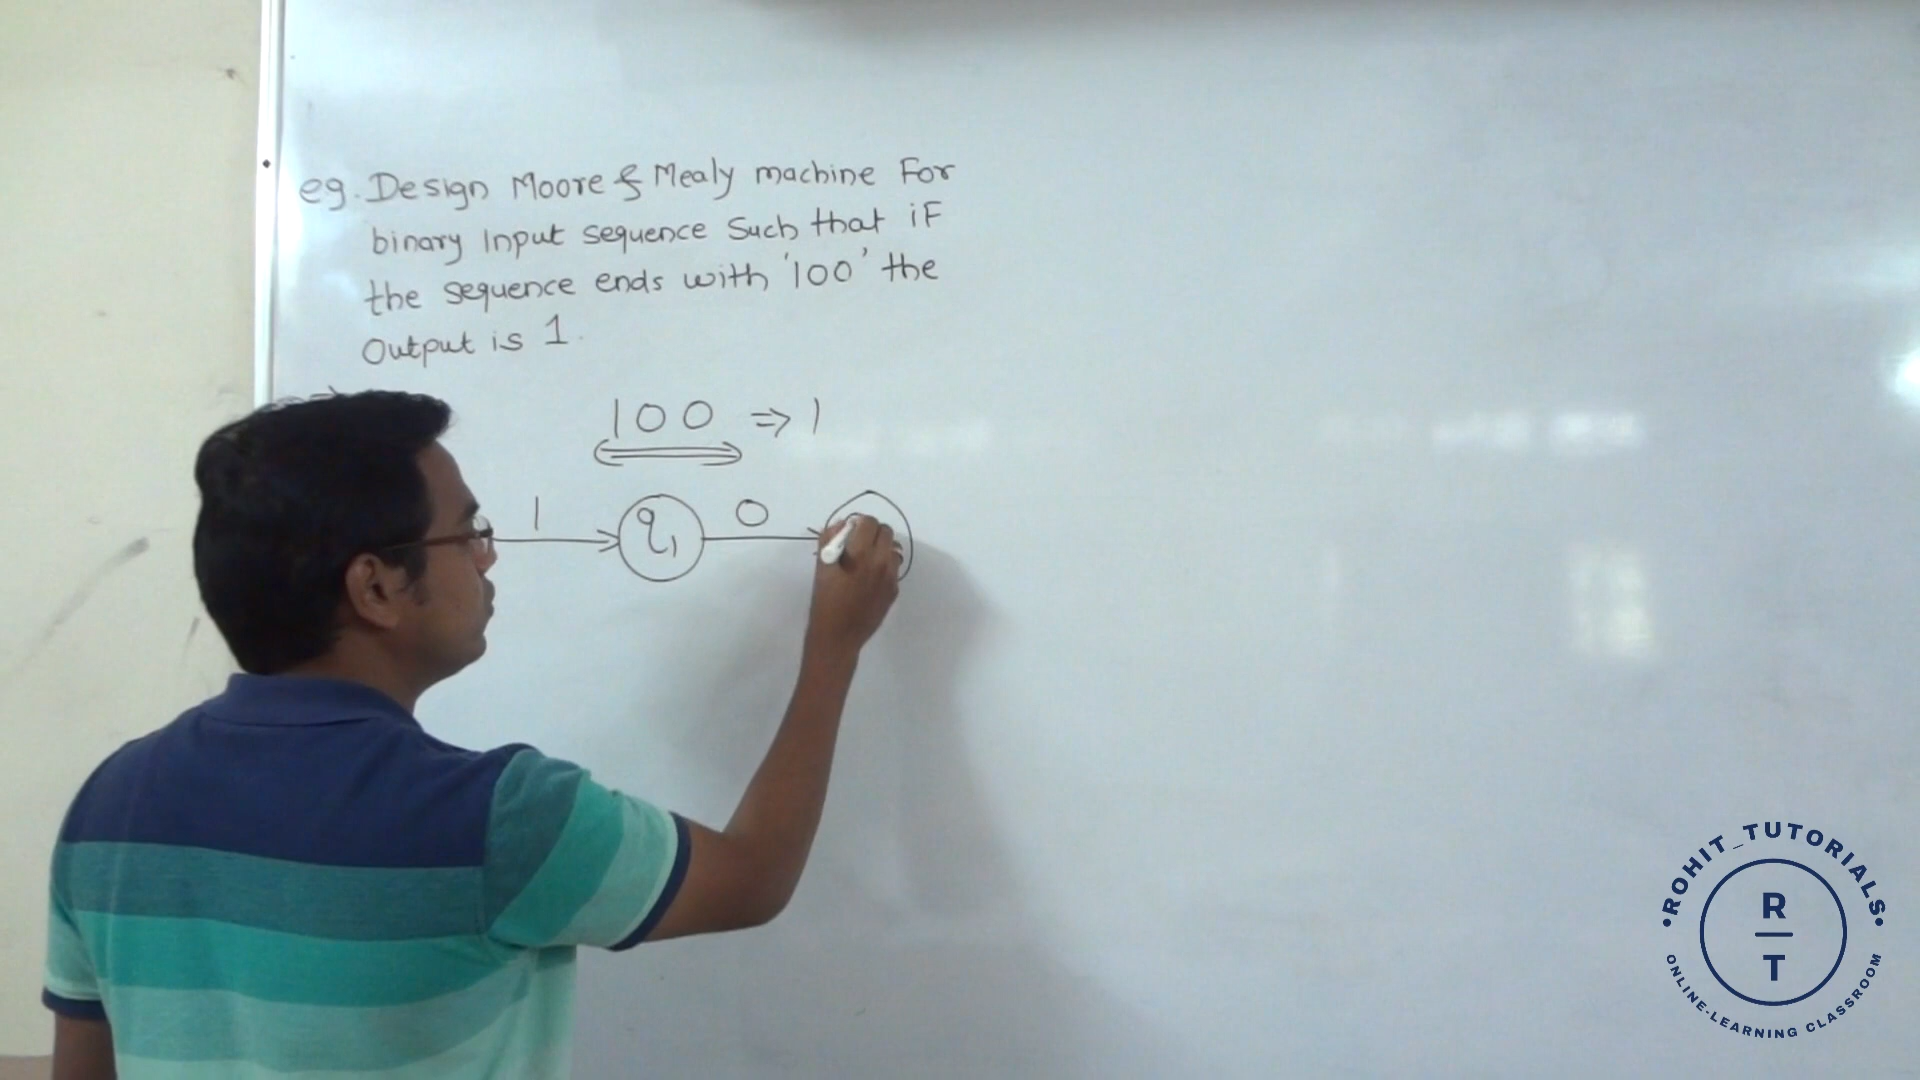 eg. Design Moore & Mealy machine For
binary Input sequence Such that iF
the sequence ends with '100' the
Output is 1.
100 ⇒ 1
1 q1 0
ROHIT_TUTORIALS
R
T
ONLINE-LEARNING CLASSROOM